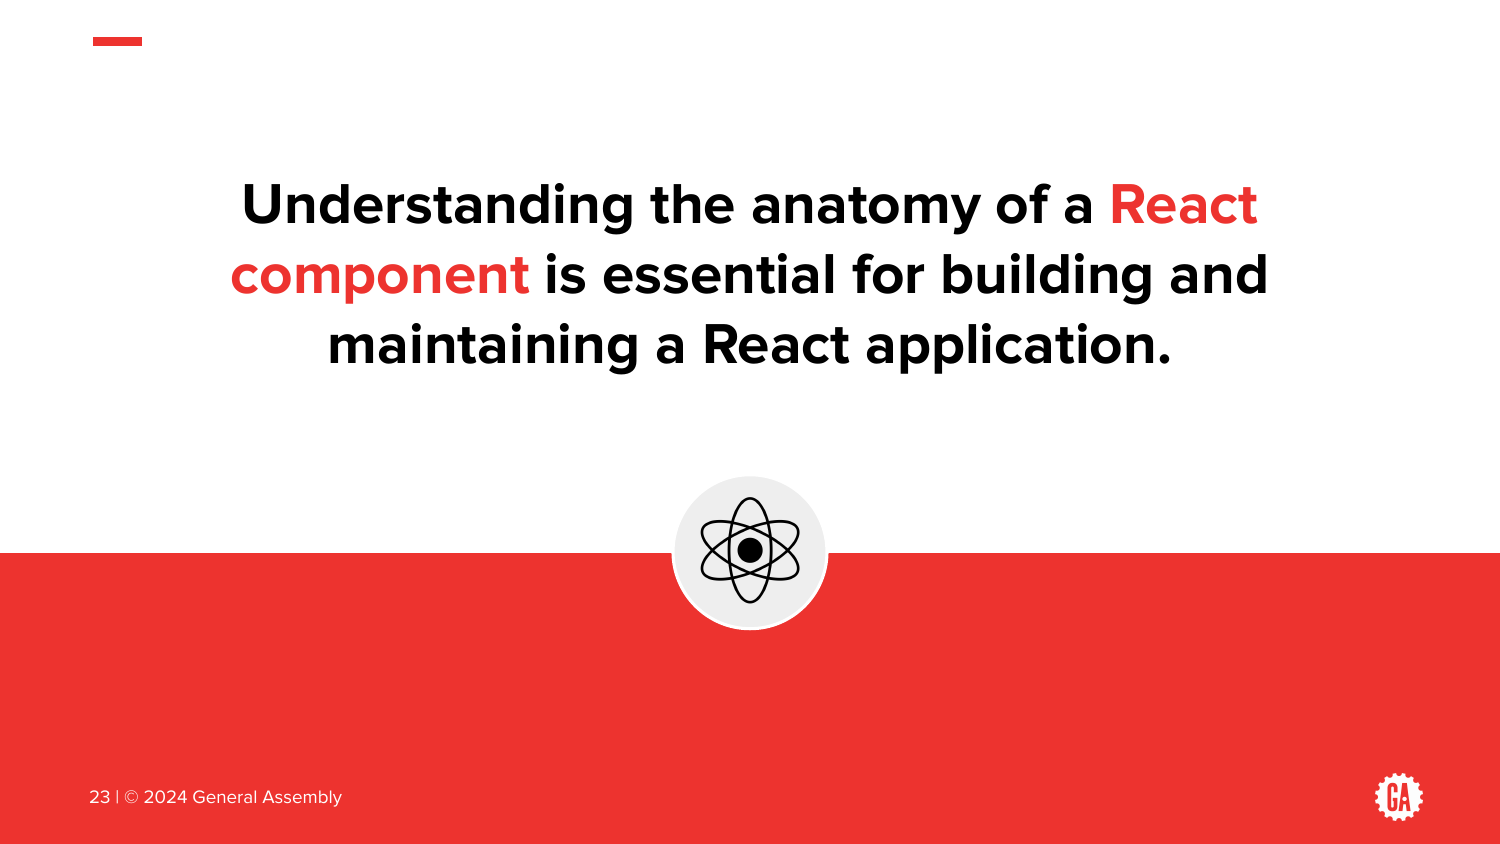 Understanding the anatomy of a React
component is essential for building and
maintaining a React application.
23 | © 2024 General Assembly
GA